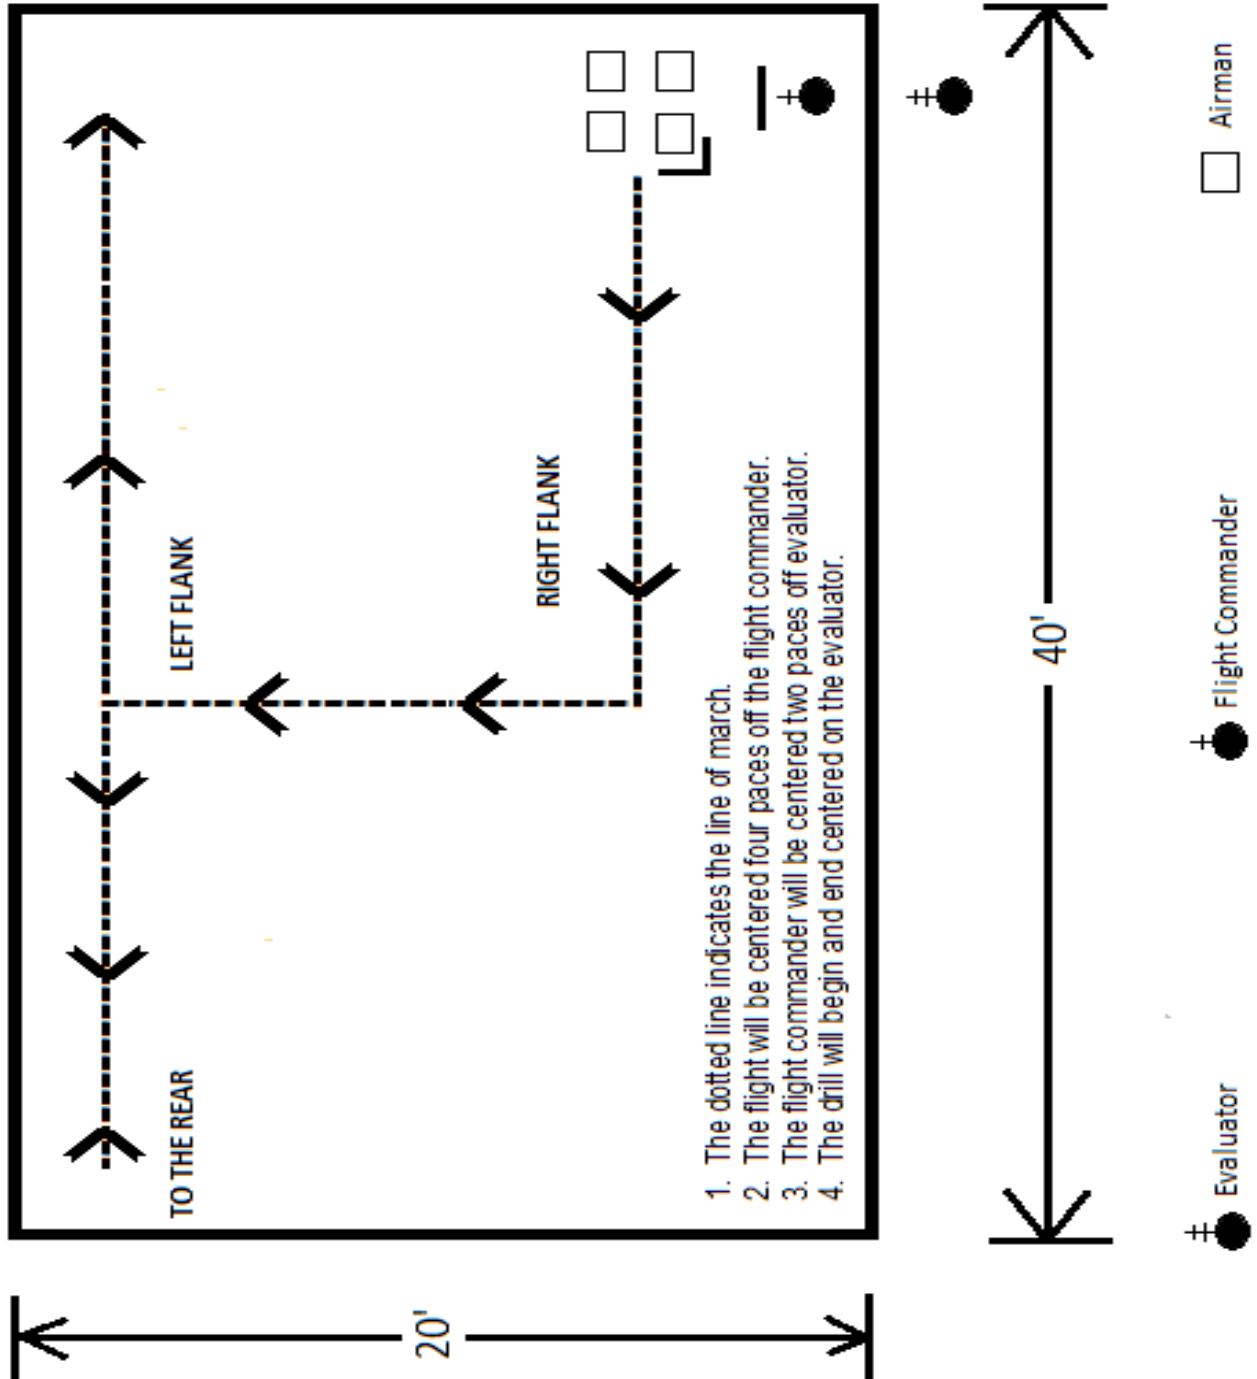 TO THE REAR
LEFT FLANK
RIGHT FLANK
1. The dotted line indicates the line of march.
2. The flight will be centered four paces off the flight commander.
3. The flight commander will be centered two paces off evaluator.
4. The drill will begin and end centered on the evaluator.
20'
40'
Evaluator
Flight Commander
Airman